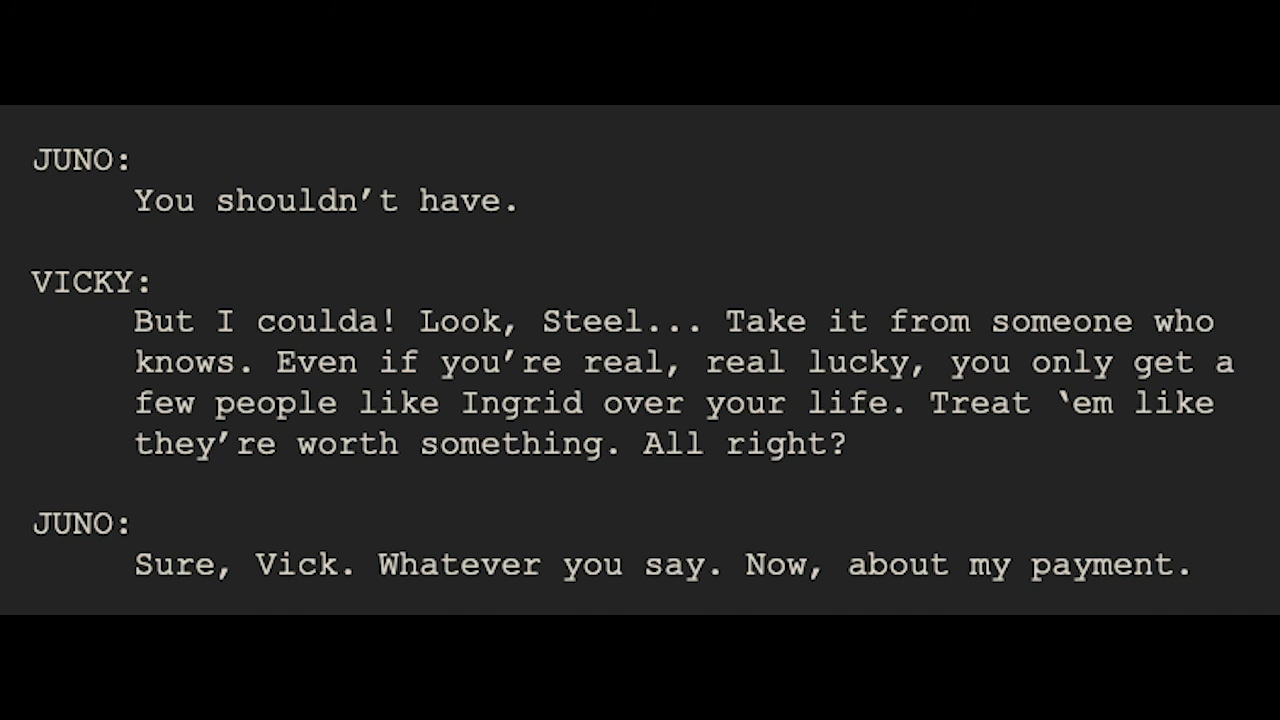 JUNO:
You shouldn’t have.
VICKY:
But I coulda! Look, Steel... Take it from someone who
knows. Even if you’re real, real lucky, you only get a
few people like Ingrid over your life. Treat ‘em like
they’re worth something. All right?
JUNO:
Sure, Vick. Whatever you say. Now, about my payment.